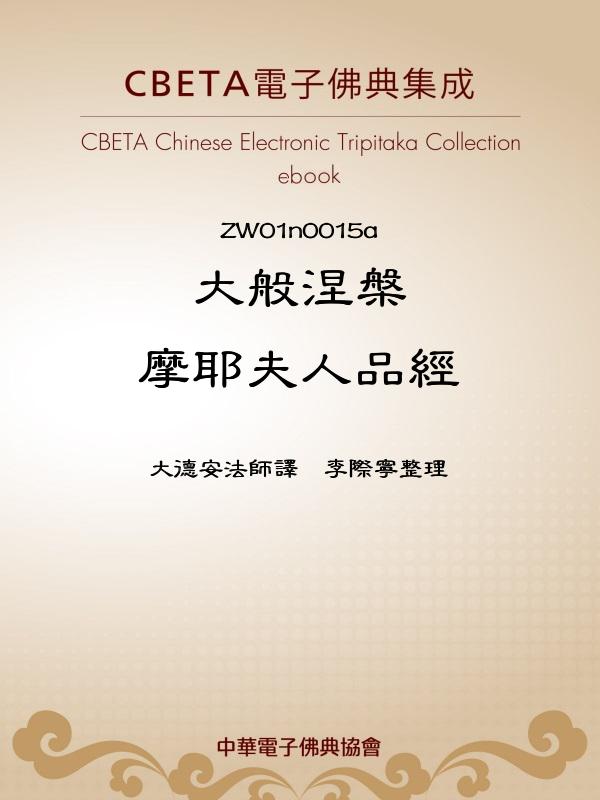 CBETA電子佛典集成
CBETA Chinese Electronic Tripitaka Collection
ebook
ZW01n0015a
大般涅槃
摩耶夫人品經
大德安法師譯　李際寧整理
中華電子佛典協會